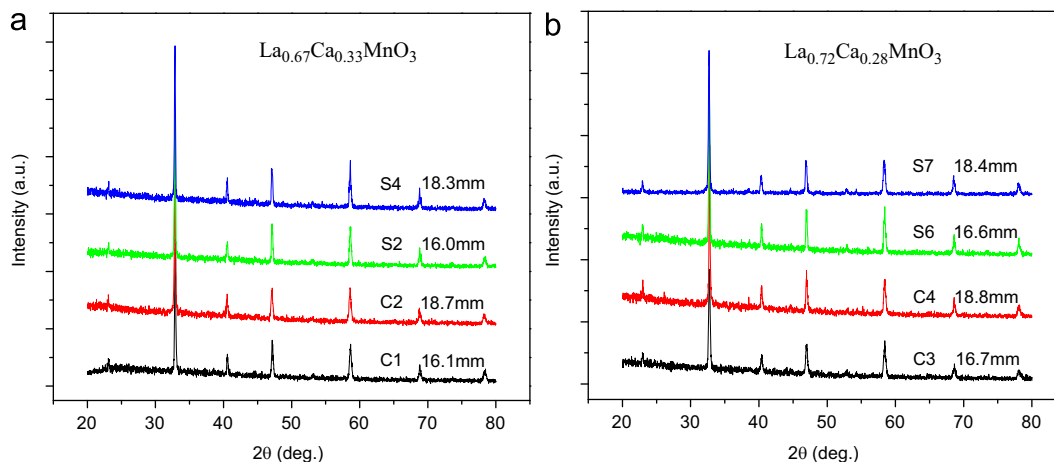 a
La0.67Ca0.33MnO3
Intensity (a.u.)
S4 18.3mm
S2 16.0mm
C2 18.7mm
C1 16.1mm
20 30 40 50 60 70 80
2θ (deg.)
b
La0.72Ca0.28MnO3
Intensity (a.u.)
S7 18.4mm
S6 16.6mm
C4 18.8mm
C3 16.7mm
20 30 40 50 60 70 80
2θ (deg.)